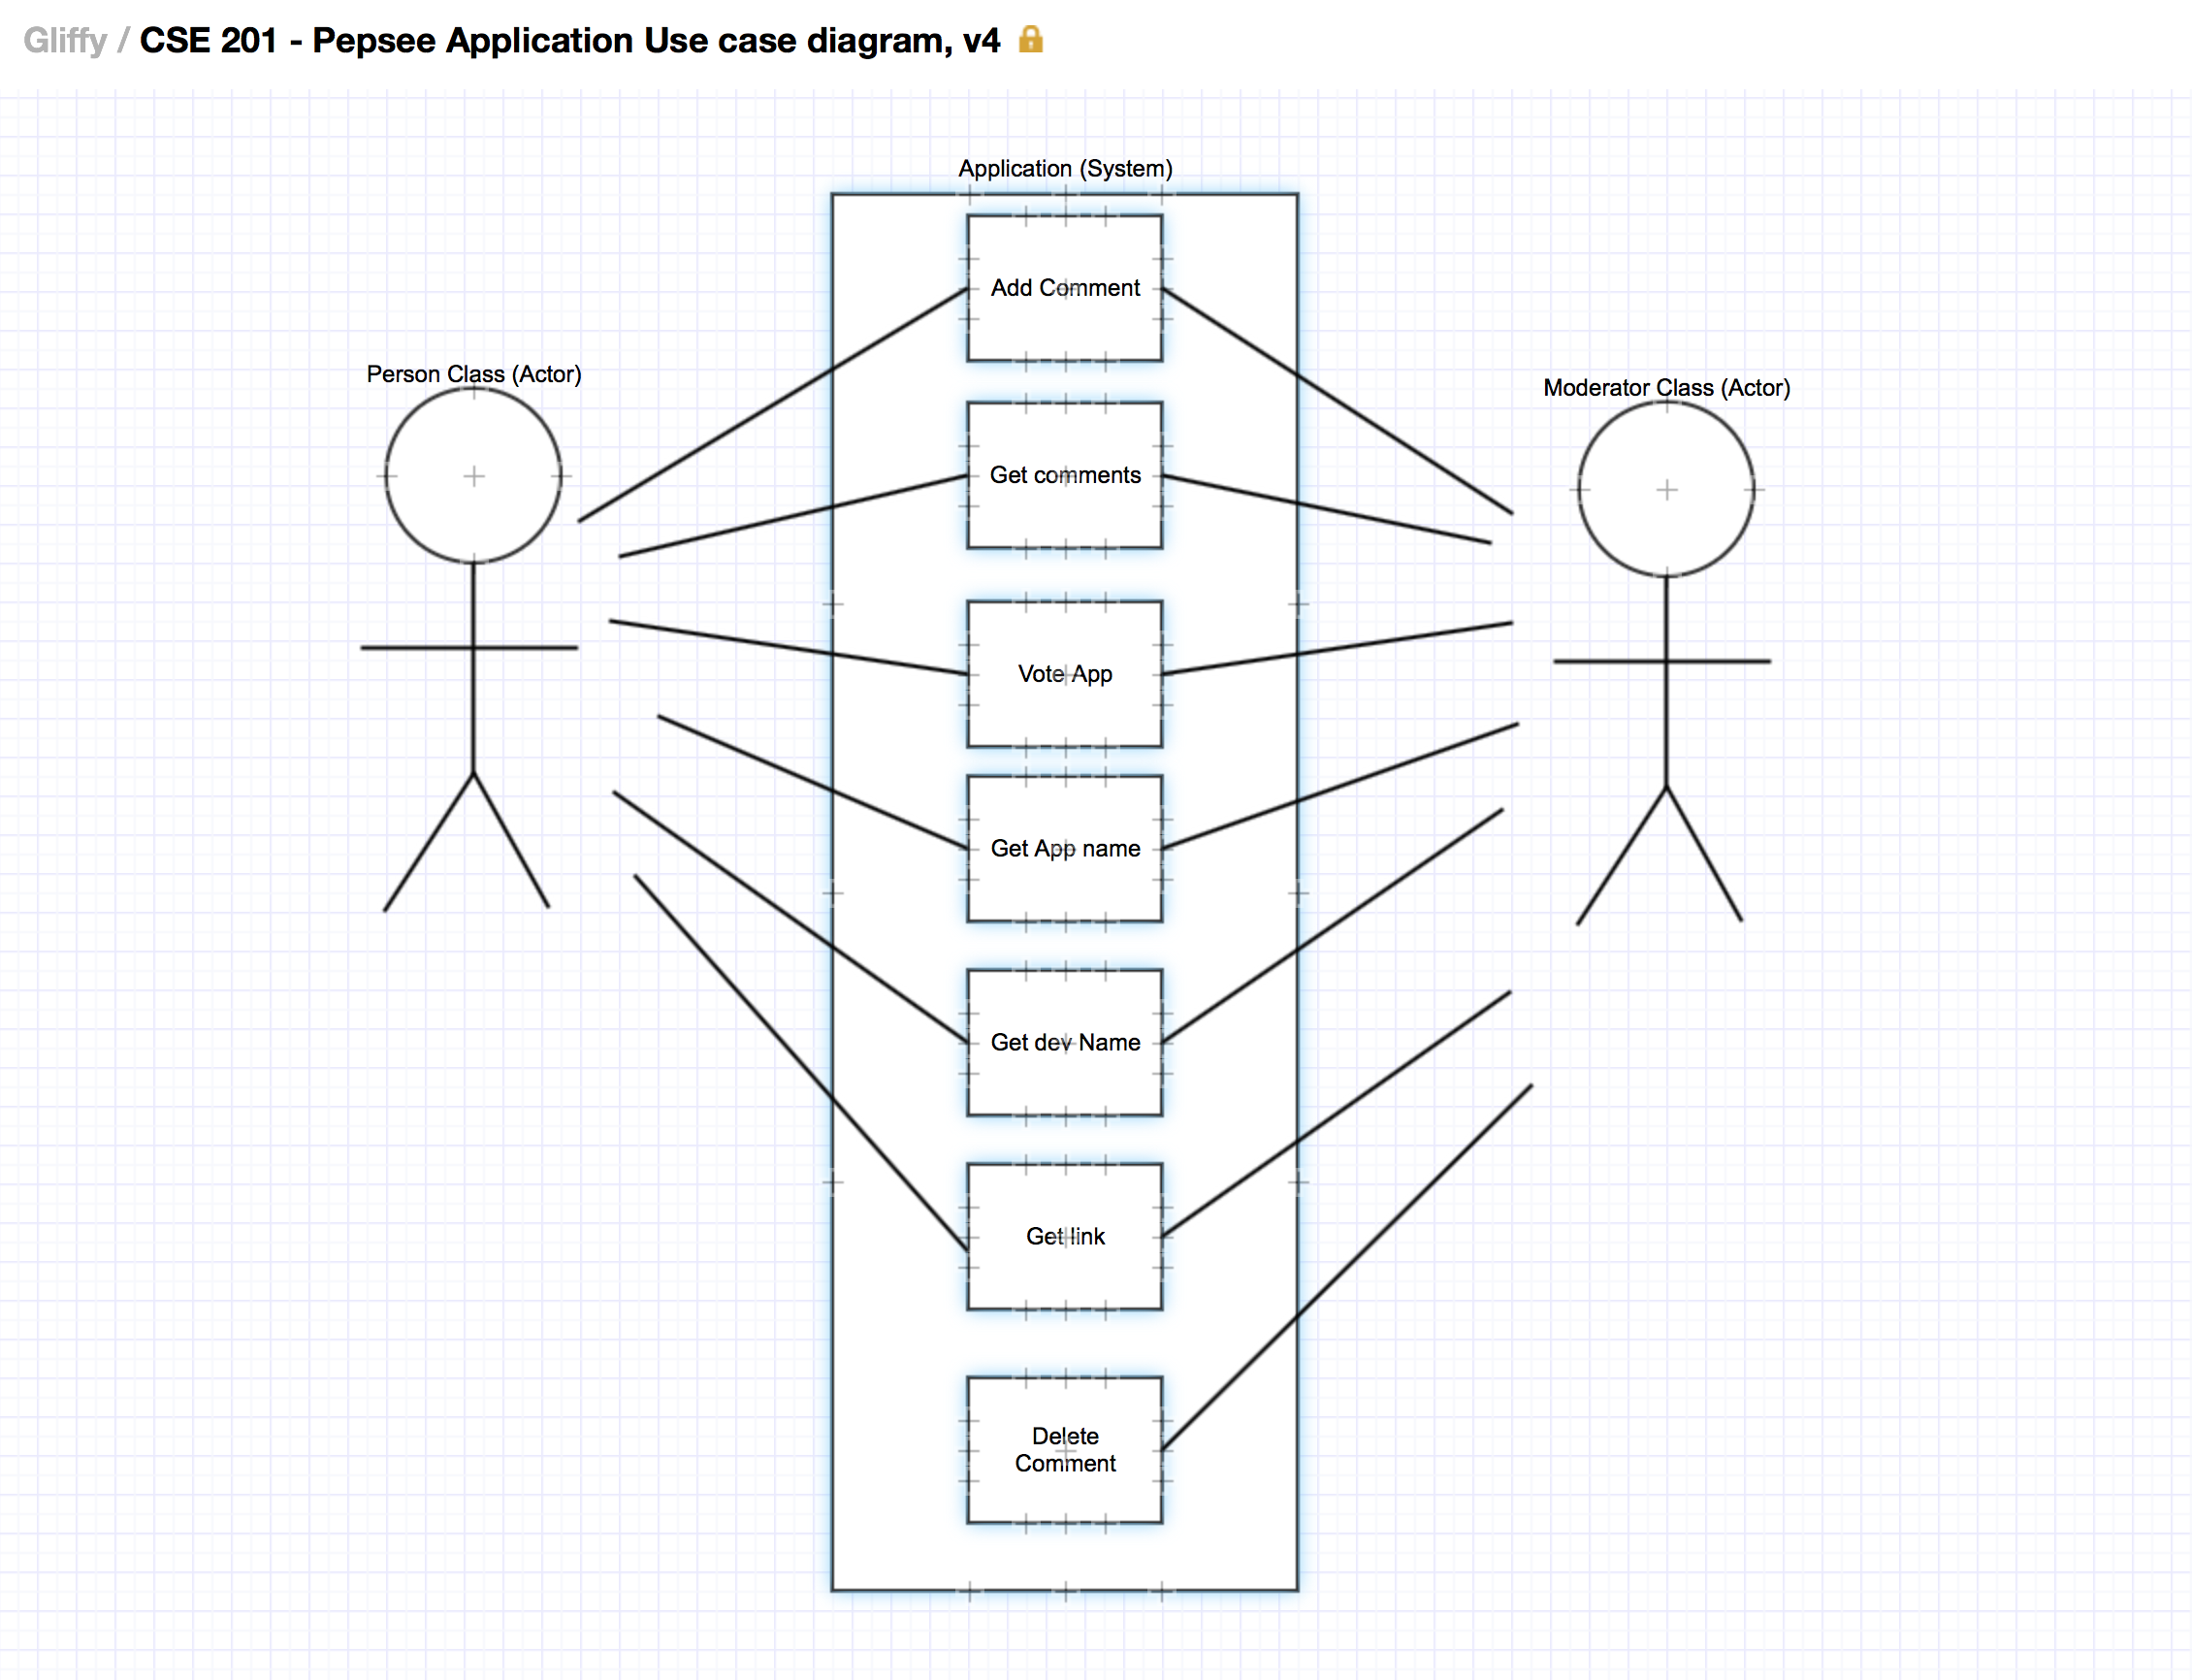 Gliffy / CSE 201 - Pepsee Application Use case diagram, v4
Application (System)
Add Comment
Person Class (Actor)
Moderator Class (Actor)
Get comments
Vote App
Get App name
Get dev Name
Get link
Delete
Comment